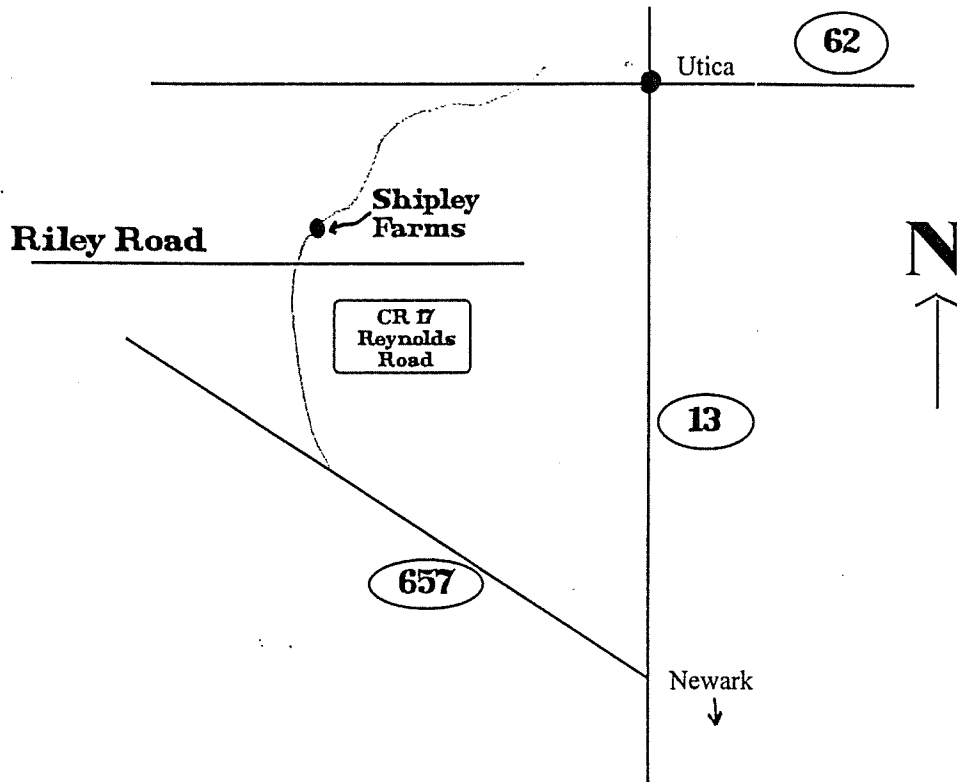 62
Utica
Shipley
Farms
Riley Road
N
CR 17
Reynolds
Road
13
657
Newark